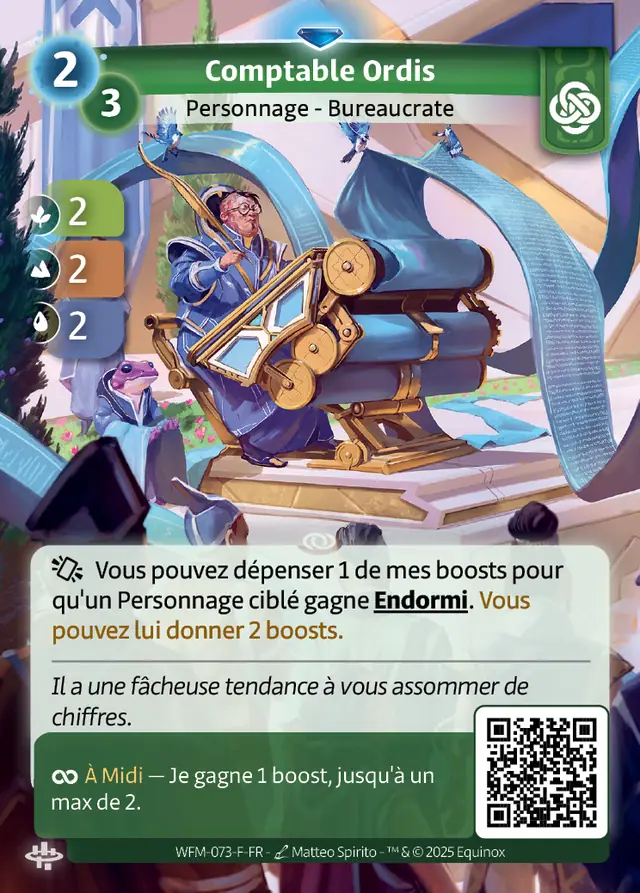 2
Comptable Ordis
3
Personnage - Bureaucrate
2
2
2
Vous pouvez dépenser 1 de mes boosts pour
qu'un Personnage ciblé gagne Endormi. Vous
pouvez lui donner 2 boosts.
Il a une fâcheuse tendance à vous assommer de
chiffres.
À Midi — Je gagne 1 boost, jusqu'à un
max de 2.
WFM-073-F-FR - Matteo Spirito - ™ & © 2025 Equinox